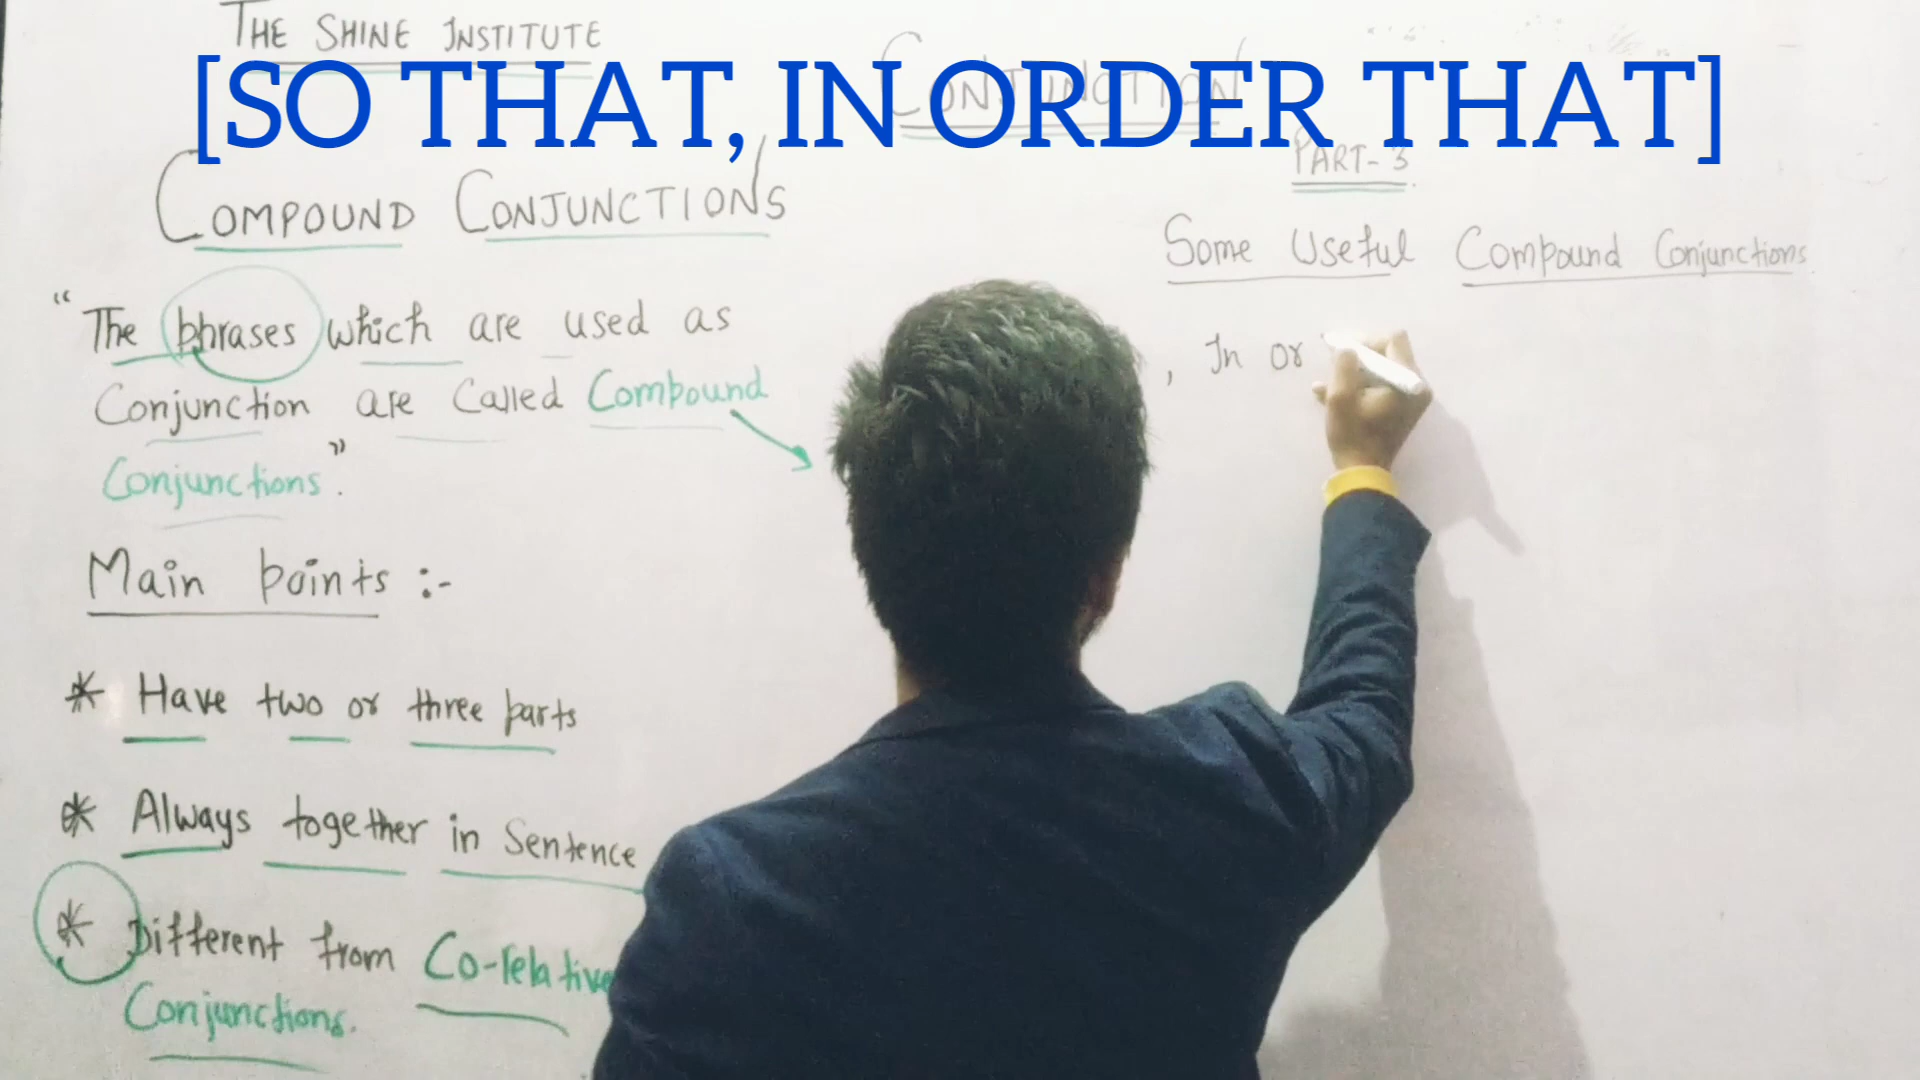 THE SHINE INSTITUTE
CONJUNCTION
[SO THAT, IN ORDER THAT]
PART-3
COMPOUND CONJUNCTIONS
"The phrases which are used as
Conjunction are called Compound
Conjunctions".
Main points :-
* Have two or three parts
* Always together in Sentence
* Different from Co-relative
Conjunctions.
Some Useful Compound Conjunctions
, In or